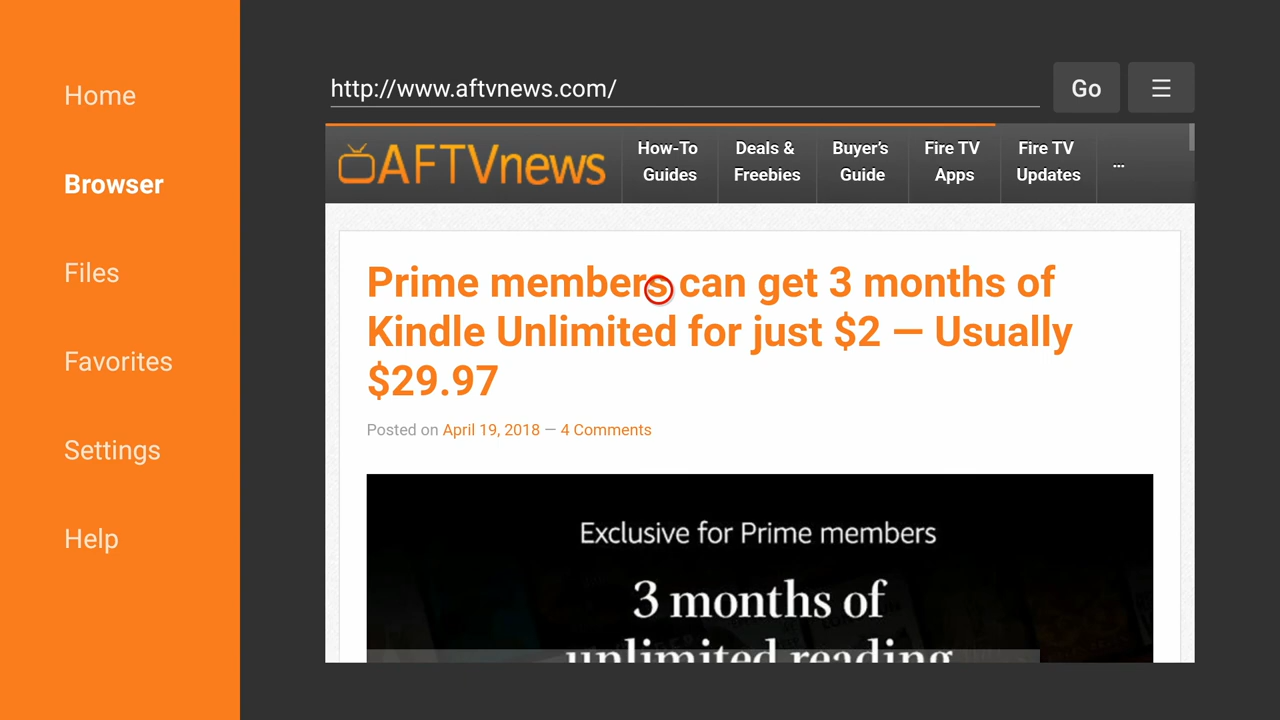 Home
Browser
Files
Favorites
Settings
Help
http://www.aftvnews.com/
Go
☰
AFTVnews
How-To Guides
Deals & Freebies
Buyer’s Guide
Fire TV Apps
Fire TV Updates
...
Prime members can get 3 months of
Kindle Unlimited for just $2 — Usually
$29.97
Posted on April 19, 2018 — 4 Comments
Exclusive for Prime members
3 months of
unlimited reading